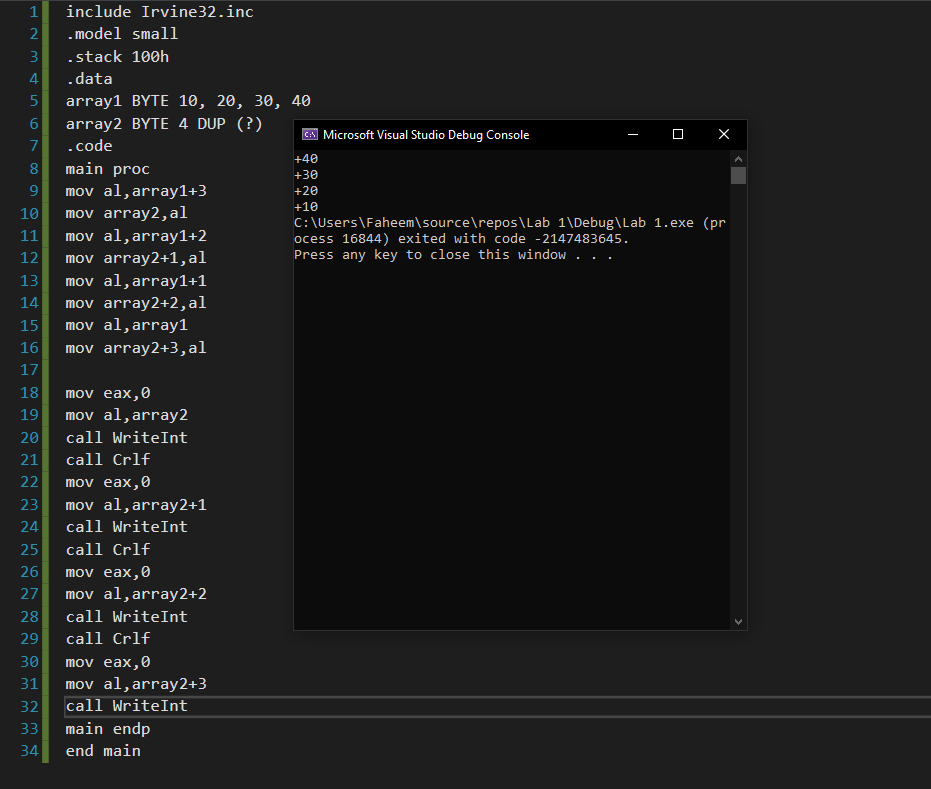 1 include Irvine32.inc
2 .model small
3 .stack 100h
4 .data
5 array1 BYTE 10, 20, 30, 40
6 array2 BYTE 4 DUP (?)
7 .code
8 main proc
9 mov al,array1+3
10 mov array2,al
11 mov al,array1+2
12 mov array2+1,al
13 mov al,array1+1
14 mov array2+2,al
15 mov al,array1
16 mov array2+3,al
17
18 mov eax,0
19 mov al,array2
20 call WriteInt
21 call Crlf
22 mov eax,0
23 mov al,array2+1
24 call WriteInt
25 call Crlf
26 mov eax,0
27 mov al,array2+2
28 call WriteInt
29 call Crlf
30 mov eax,0
31 mov al,array2+3
32 call WriteInt
33 main endp
34 end main
C:\ Microsoft Visual Studio Debug Console
+40
+30
+20
+10
C:\Users\Faheem\source\repos\Lab 1\Debug\Lab 1.exe (pr
ocess 16844) exited with code -2147483645.
Press any key to close this window . . .